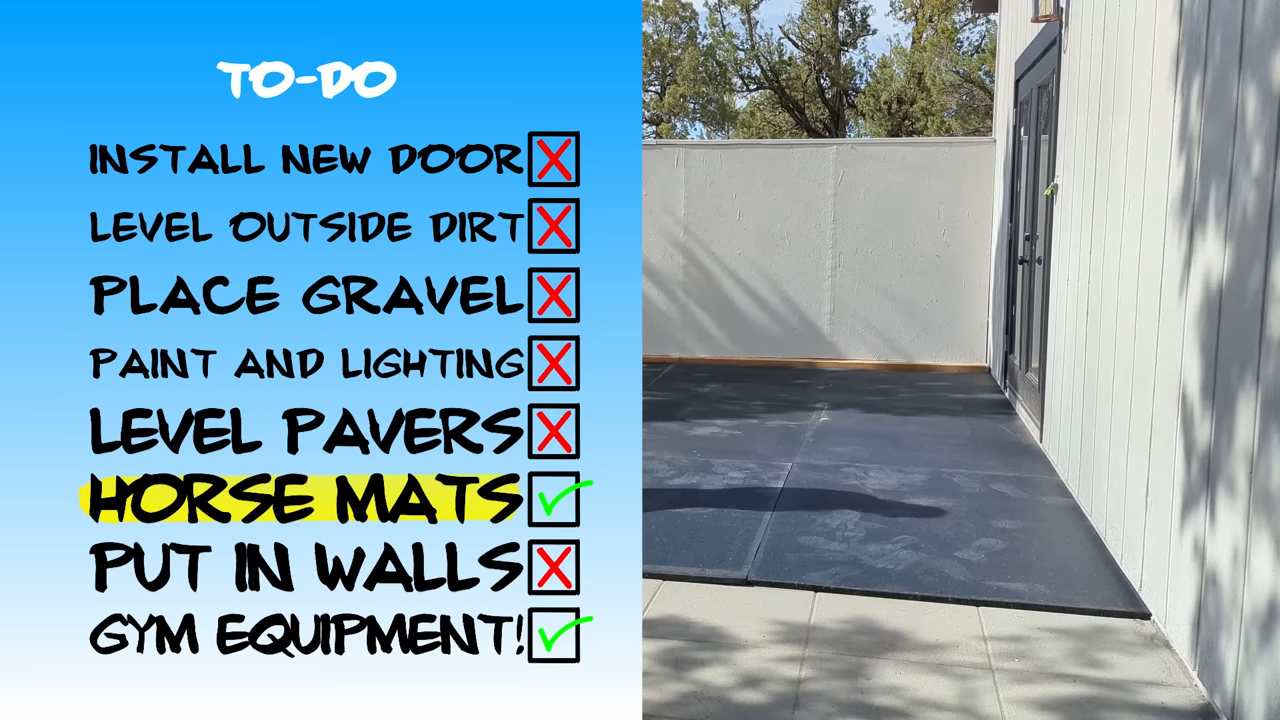 TO-DO
INSTALL NEW DOOR
LEVEL OUTSIDE DIRT
PLACE GRAVEL
PAINT AND LIGHTING
LEVEL PAVERS
HORSE MATS
PUT IN WALLS
GYM EQUIPMENT!